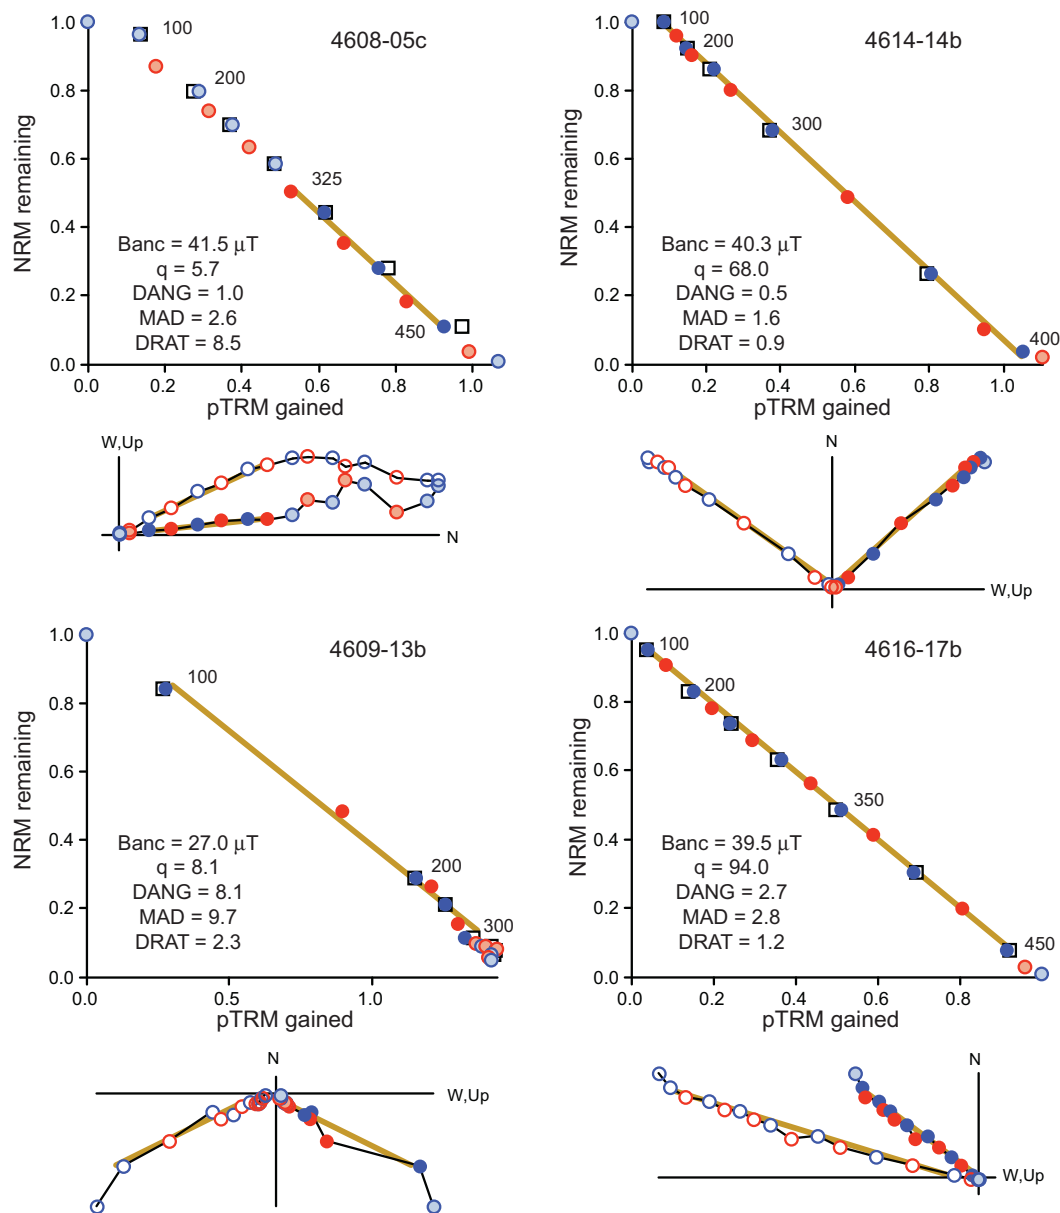 4608-05c
1.0
0.8
0.6
0.4
0.2
0.0
NRM remaining
100
200
325
450
Banc = 41.5 μT
q = 5.7
DANG = 1.0
MAD = 2.6
DRAT = 8.5
0.0 0.2 0.4 0.6 0.8 1.0
pTRM gained
W,Up
N
4614-14b
1.0
0.8
0.6
0.4
0.2
0.0
NRM remaining
100
200
300
400
Banc = 40.3 μT
q = 68.0
DANG = 0.5
MAD = 1.6
DRAT = 0.9
0.0 0.2 0.4 0.6 0.8 1.0
pTRM gained
N
W,Up
4609-13b
1.0
0.8
0.6
0.4
0.2
0.0
NRM remaining
100
200
300
Banc = 27.0 μT
q = 8.1
DANG = 8.1
MAD = 9.7
DRAT = 2.3
0.0 0.5 1.0
pTRM gained
N
W,Up
4616-17b
1.0
0.8
0.6
0.4
0.2
0.0
NRM remaining
100
200
350
450
Banc = 39.5 μT
q = 94.0
DANG = 2.7
MAD = 2.8
DRAT = 1.2
0.0 0.2 0.4 0.6 0.8
pTRM gained
N
W,Up